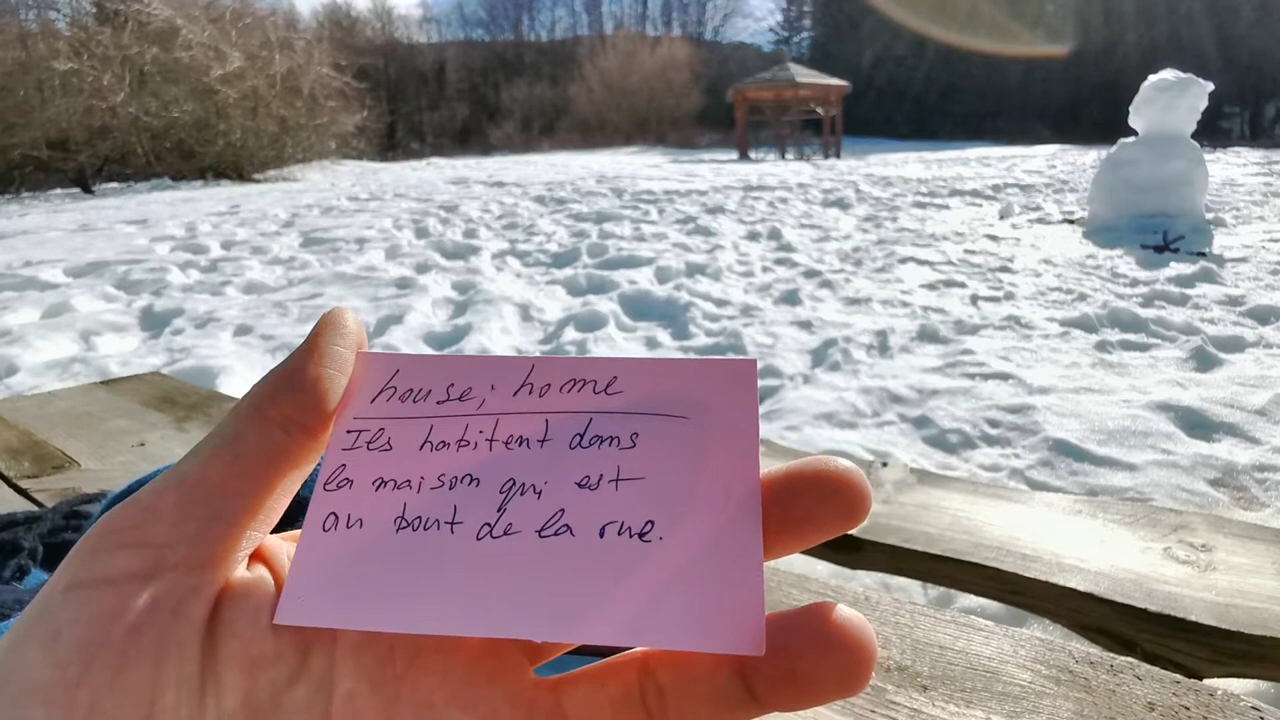 house; home
Ils habitent dans
la maison qui est
au bout de la rue.